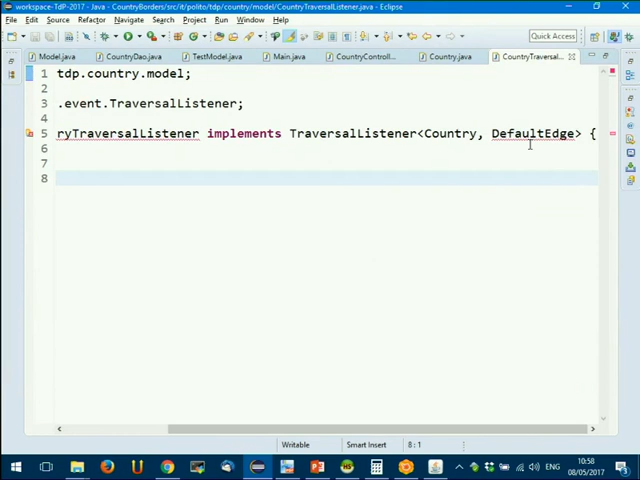 workspace-TdP-2017 - Java - CountryBorders/src/it/polito/tdp/country/model/CountryTraversalListener.java - Eclipse
File Edit Source Refactor Navigate Search Project Run Window Help
Quick Access
Model.java CountryDao.java TestModel.java Main.java CountryControll... Country.java CountryTraversal...
1 tdp.country.model;
2
3 .event.TraversalListener;
4
5 ryTraversalListener implements TraversalListener<Country, DefaultEdge> {
6
7
8
Writable Smart Insert 8 : 1
ENG 10:58
08/05/2017